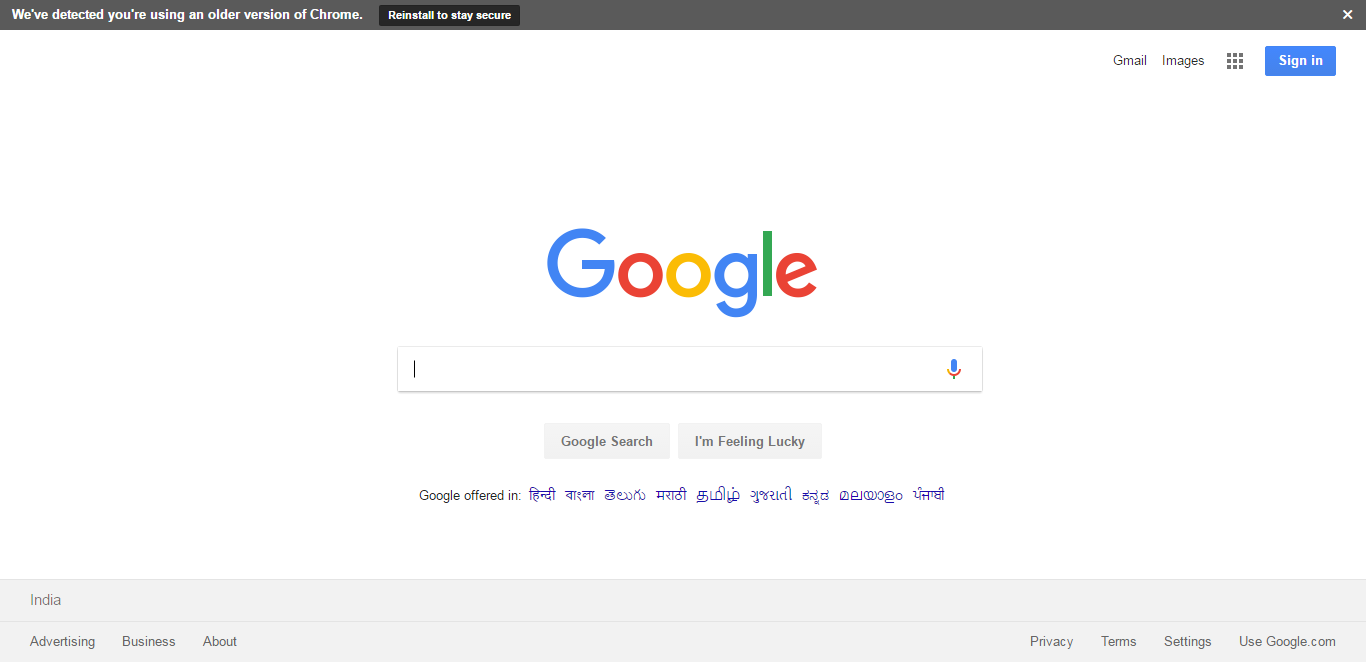 We've detected you're using an older version of Chrome. Reinstall to stay secure
Gmail Images Sign in
Google
Google Search I'm Feeling Lucky
Google offered in: हिन्दी বাংলা తెలుగు मराठी தமிழ் ગુજરાતી ಕನ್ನಡ മലയാളം ਪੰਜਾਬੀ
India
Advertising Business About Privacy Terms Settings Use Google.com